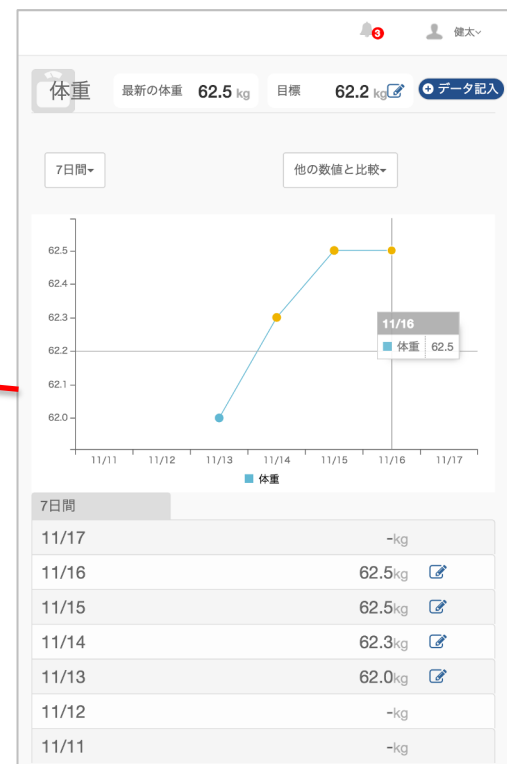 3 健太
体重 最新の体重 62.5 kg 目標 62.2 kg データ記入
7日間 他の数値と比較
62.5
62.4
62.3
11/16
体重 62.5
62.2
62.1
62.0
11/11 11/12 11/13 11/14 11/15 11/16 11/17
体重
7日間
11/17 -kg
11/16 62.5kg
11/15 62.5kg
11/14 62.3kg
11/13 62.0kg
11/12 -kg
11/11 -kg